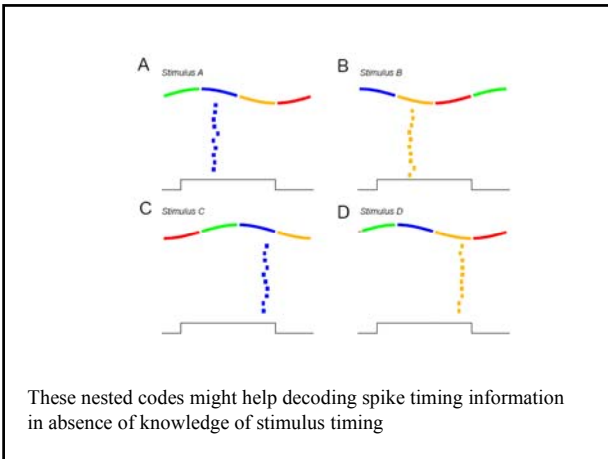 A
Stimulus A
B
Stimulus B
C
Stimulus C
D
Stimulus D
These nested codes might help decoding spike timing information
in absence of knowledge of stimulus timing